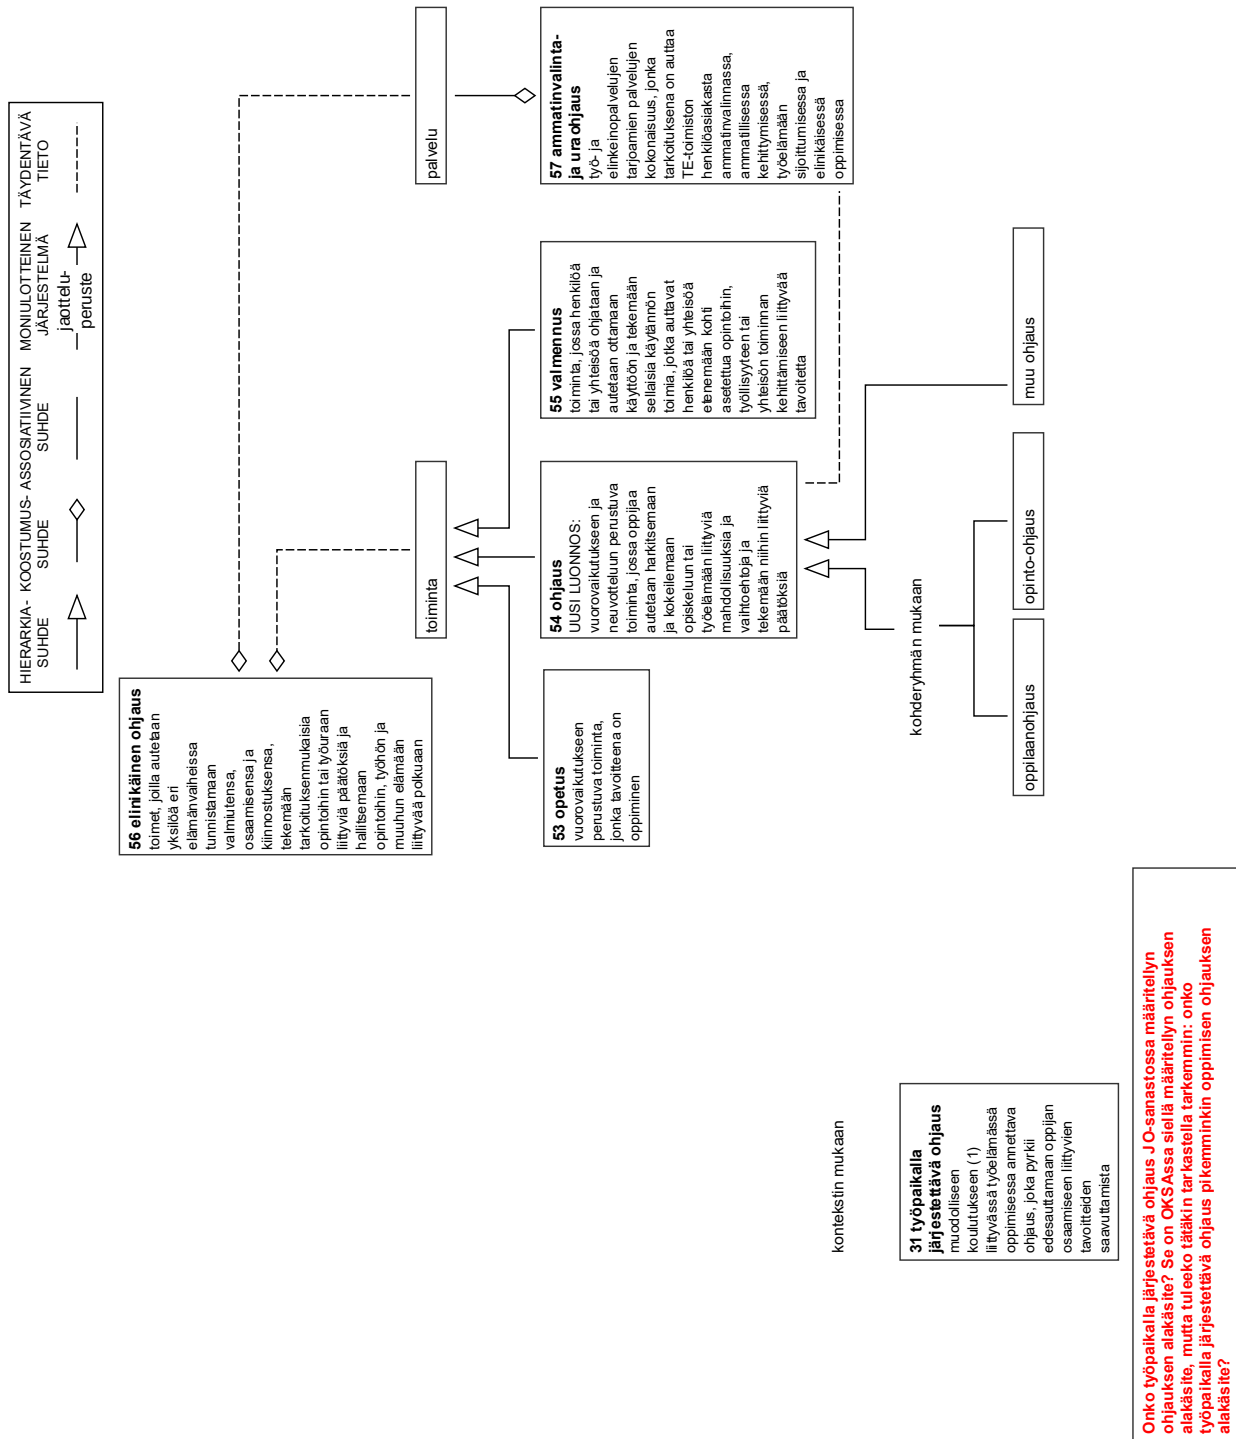 HIERARKIA- KOOSTUMUS- ASSOSIATIIVINEN MONIULOTTEINEN TÄYDENTÄVÄ
SUHDE SUHDE SUHDE JÄRJESTELMÄ TIETO
jaottelu-
peruste
56 elinikäinen ohjaus
toimet, joilla autetaan
yksilöä eri
elämänvaiheissa
tunnistamaan
valmiutensa,
osaamisensa ja
kiinnostuksensa,
tekemään
tarkoituksenmukaisia
opintoihin tai työuraan
liittyviä päätöksiä ja
hallitsemaan
opintoihin, työhön ja
muuhun elämään
liittyvää polkuaan
toiminta
palvelu
53 opetus
vuorovaikutukseen
perustuva toiminta,
jonka tavoitteena on
oppiminen
54 ohjaus
UUSI LUONNOS:
vuorovaikutukseen ja
neuvotteluun perustuva
toiminta, jossa oppijaa
autetaan harkitsemaan
ja kokeilemaan
opiskeluun tai
työelämään liittyviä
mahdollisuuksia ja
vaihtoehtoja ja
tekemään niihin liittyviä
päätöksiä
55 valmennus
toiminta, jossa henkilöä
tai yhteisöä ohjataan ja
autetaan ottamaan
käyttöön ja tekemään
sellaisia käytännön
toimia, jotka auttavat
henkilöä tai yhteisöä
etenemään kohti
asetettua opintoihin,
työllisyyteen tai
yhteisön toiminnan
kehittämiseen liittyvää
tavoitetta
57 ammatinvalinta-
ja uraohjaus
työ- ja
elinkeinopalvelujen
tarjoamien palvelujen
kokonaisuus, jonka
tarkoituksena on auttaa
TE-toimiston
henkilöasiakasta
ammatinvalinnassa,
ammatillisessa
kehittymisessä,
työelämään
sijoittumisessa ja
elinikäisessä
oppimisessa
kontekstin mukaan
kohderyhmän mukaan
31 työpaikalla
järjestettävä ohjaus
muodolliseen
koulutukseen (1)
liittyvässä työelämässä
oppimisessa annettava
ohjaus, joka pyrkii
edesauttamaan oppijan
osaamiseen liittyvien
tavoitteiden
saavuttamista
oppilaanohjaus
opinto-ohjaus
muu ohjaus
Onko työpaikalla järjestetävä ohjaus JO-sanastossa määritellyn
ohjauksen alakäsite? Se on OKSAssa siellä määritellyn ohjauksen
alakäsite, mutta tuleeko tätäkin tarkastella tarkemmin: onko
työpaikalla järjestettävä ohjaus pikemminkin oppimisen ohjauksen
alakäsite?